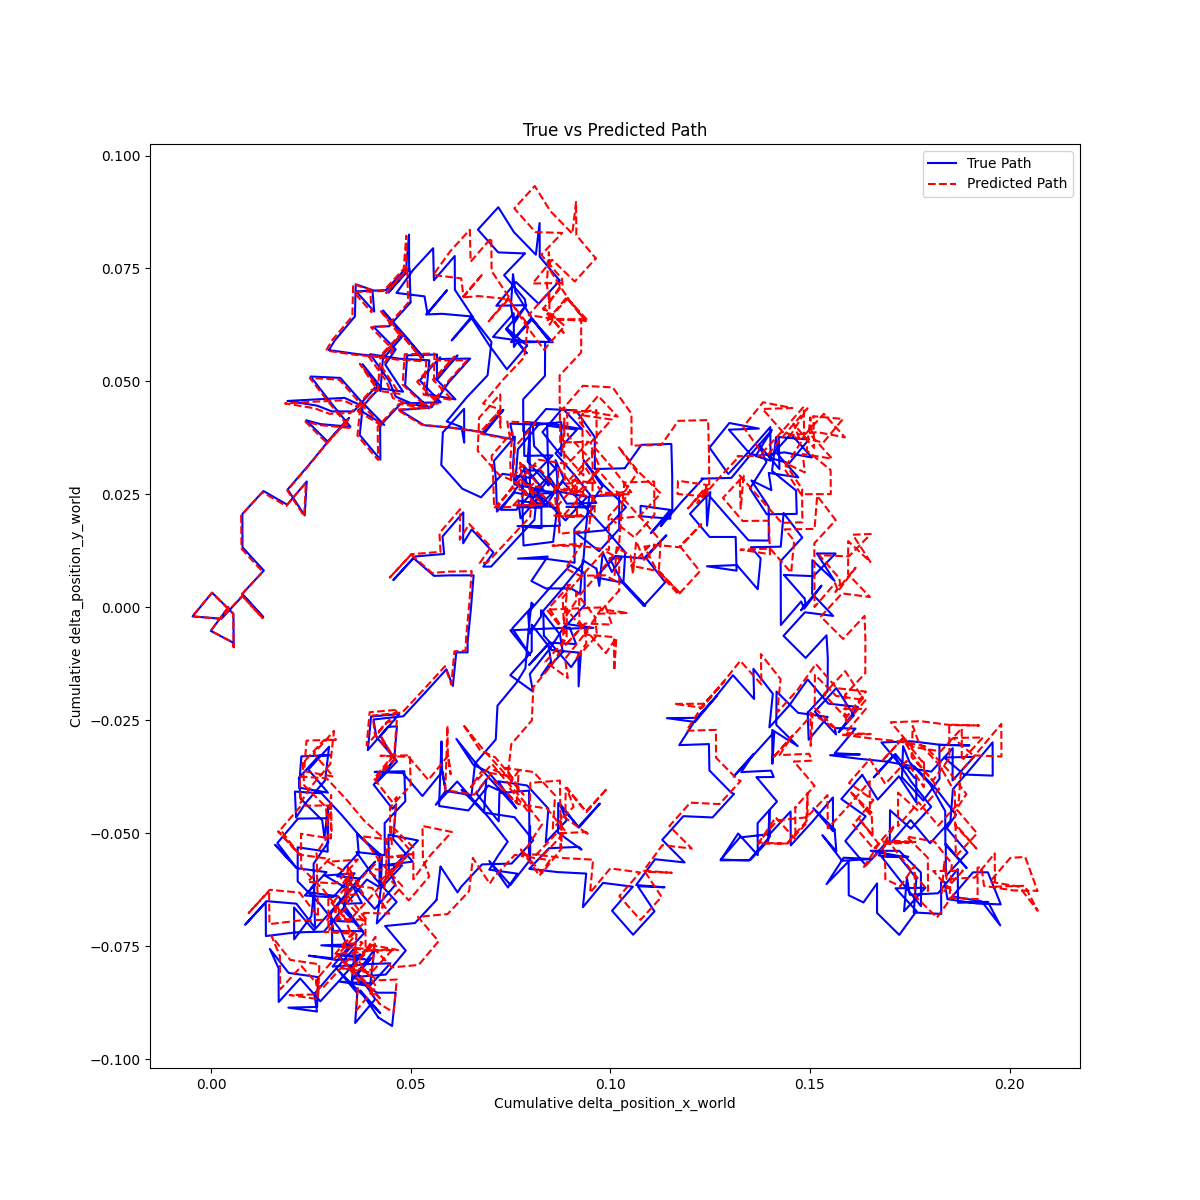 True vs Predicted Path
True Path
Predicted Path
0.100
0.075
0.050
0.025
0.000
−0.025
−0.050
−0.075
−0.100
Cumulative delta_position_y_world
0.00
0.05
0.10
0.15
0.20
Cumulative delta_position_x_world